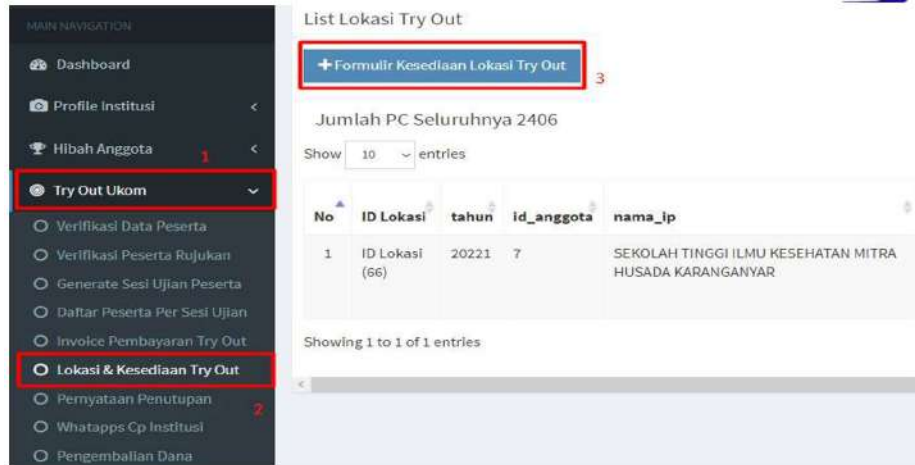 MAIN NAVIGATION
Dashboard
Profile Institusi
Hibah Anggota
1
Try Out Ukom
Verifikasi Data Peserta
Verifikasi Peserta Rujukan
Generate Sesi Ujian Peserta
Daftar Peserta Per Sesi Ujian
Invoice Pembayaran Try Out
Lokasi & Kesediaan Try Out
Pernyataan Penutupan
2
Whatapps Cp Institusi
Pengembalian Dana
List Lokasi Try Out
+Formulir Kesediaan Lokasi Try Out
3
Jumlah PC Seluruhnya 2406
Show 10 entries
No ID Lokasi tahun id_anggota nama_ip
1 ID Lokasi 20221 7 SEKOLAH TINGGI ILMU KESEHATAN MITRA
(66) HUSADA KARANGANYAR
Showing 1 to 1 of 1 entries